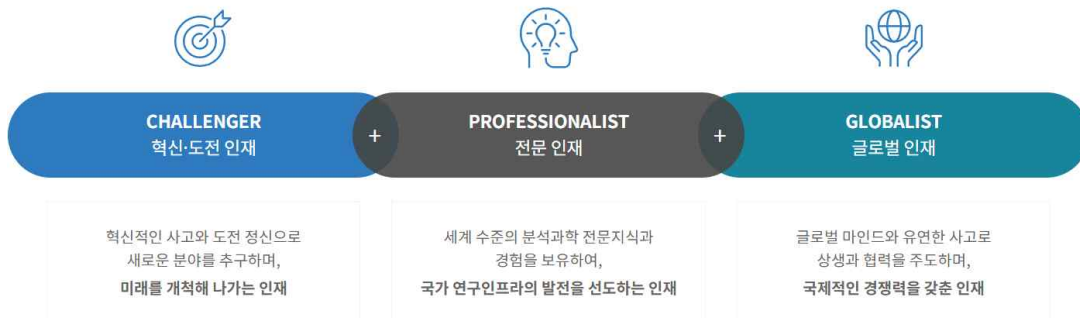 CHALLENGER
혁신·도전 인재
+
PROFESSIONALIST
전문 인재
+
GLOBALIST
글로벌 인재
혁신적인 사고와 도전 정신으로
새로운 분야를 추구하며,
미래를 개척해 나가는 인재
세계 수준의 분석과학 전문지식과
경험을 보유하여,
국가 연구인프라의 발전을 선도하는 인재
글로벌 마인드와 유연한 사고로
상생과 협력을 주도하며,
국제적인 경쟁력을 갖춘 인재